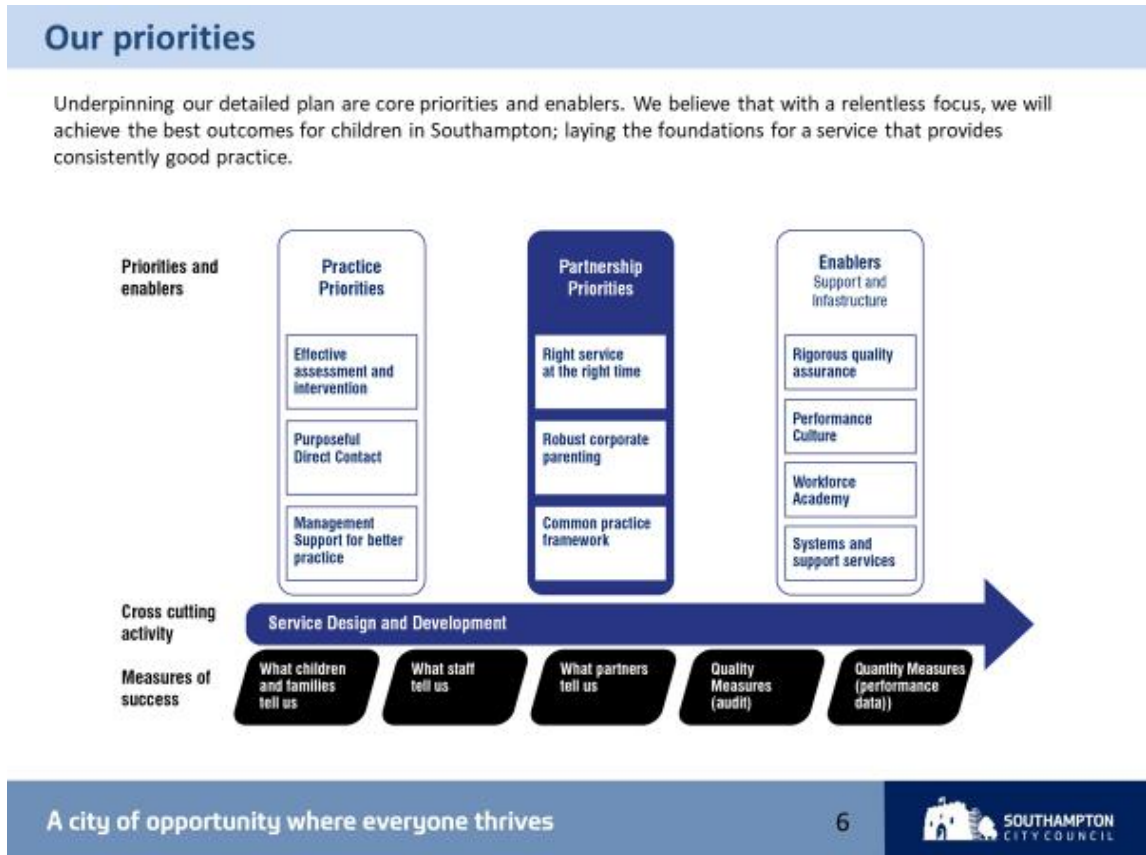 Our priorities
Underpinning our detailed plan are core priorities and enablers. We believe that with a relentless focus, we will
achieve the best outcomes for children in Southampton; laying the foundations for a service that provides
consistently good practice.
Priorities and
enablers
Practice
Priorities
Effective
assessment and
intervention
Purposeful
Direct Contact
Management
Support for better
practice
Partnership
Priorities
Right service
at the right time
Robust corporate
parenting
Common practice
framework
Enablers
Support and
Infastructure
Rigorous quality
assurance
Performance
Culture
Workforce
Academy
Systems and
support services
Cross cutting
activity
Service Design and Development
Measures of
success
What children
and families
tell us
What staff
tell us
What partners
tell us
Quality
Measures
(audit)
Quantity Measures
(performance
data))
A city of opportunity where everyone thrives
6
SOUTHAMPTON
CITY COUNCIL